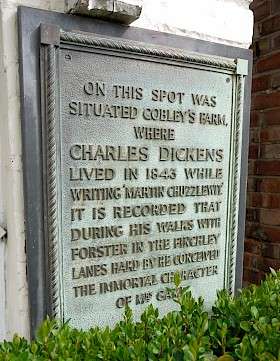 ON THIS SPOT WAS
SITUATED COBLEY'S FARM,
WHERE
CHARLES DICKENS
LIVED IN 1843 WHILE
WRITING "MARTIN CHUZZLEWIT".
IT IS RECORDED THAT
DURING HIS WALKS WITH
FORSTER IN THE FINCHLEY
LANES HARD BY HE CONCEIVED
THE IMMORTAL CHARACTER
OF MRS GAMP.